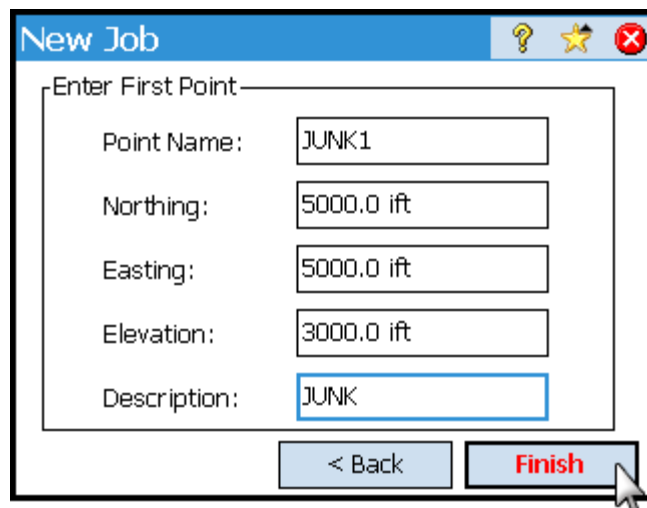 New Job
Enter First Point
Point Name: JUNK1
Northing: 5000.0 ift
Easting: 5000.0 ift
Elevation: 3000.0 ift
Description: JUNK
< Back Finish